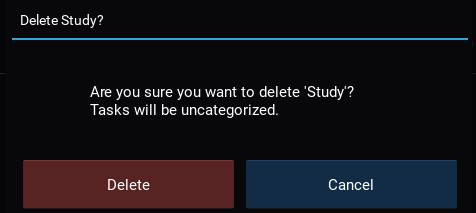 Delete Study?
Are you sure you want to delete 'Study'?
Tasks will be uncategorized.
Delete
Cancel